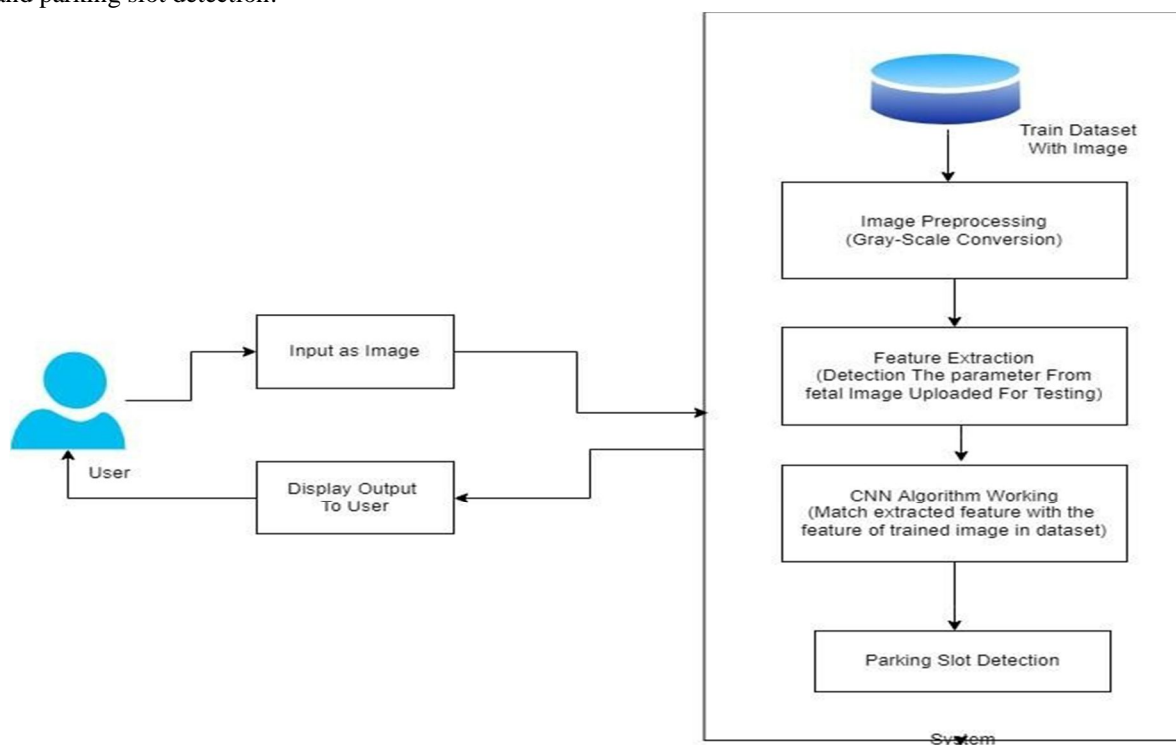 and parking slot detection.
Train Dataset
With Image
Image Preprocessing
(Gray-Scale Conversion)
Feature Extraction
(Detection The parameter From
fetal Image Uploaded For Testing)
CNN Algorithm Working
(Match extracted feature with the
feature of trained image in dataset)
Parking Slot Detection
System
Input as Image
User
Display Output
To User